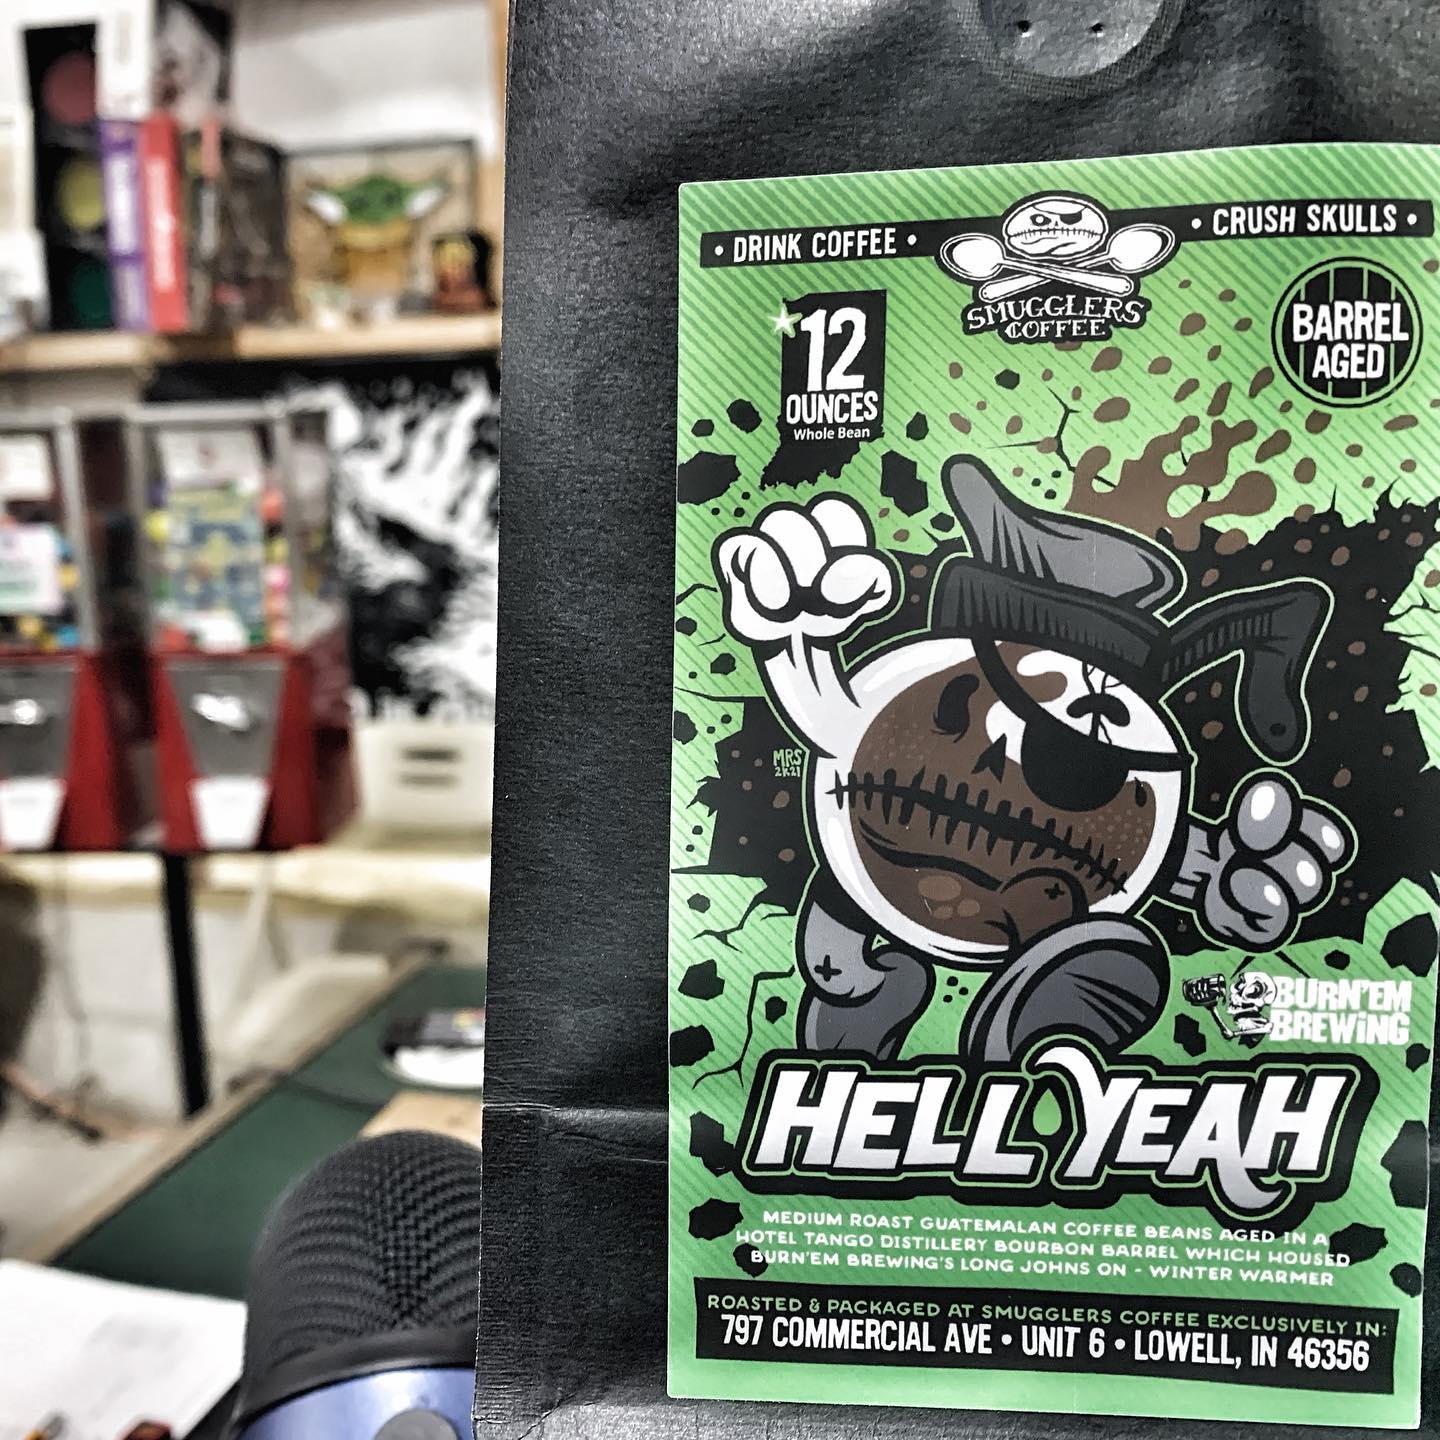 • DRINK COFFEE •
• CRUSH SKULLS •
SMUGGLERS
COFFEE
BARREL
AGED
12
OUNCES
Whole Bean
MRS
2K21
BURN'EM
BREWING
HELL YEAH
MEDIUM ROAST GUATEMALAN COFFEE BEANS AGED IN A
HOTEL TANGO DISTILLERY BOURBON BARREL WHICH HOUSED
BURN'EM BREWING'S LONG JOHNS ON - WINTER WARMER
ROASTED & PACKAGED AT SMUGGLERS COFFEE EXCLUSIVELY IN:
797 COMMERCIAL AVE • UNIT 6 • LOWELL, IN 46356